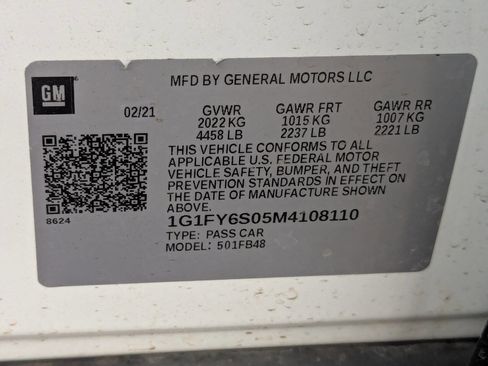 GM
MFD BY GENERAL MOTORS LLC
02/21 GVWR GAWR FRT GAWR RR
2022 KG 1015 KG 1007 KG
4458 LB 2237 LB 2221 LB
THIS VEHICLE CONFORMS TO ALL
APPLICABLE U.S. FEDERAL MOTOR
VEHICLE SAFETY, BUMPER, AND THEFT
PREVENTION STANDARDS IN EFFECT ON
THE DATE OF MANUFACTURE SHOWN
ABOVE.
8624
1G1FY6S05M4108110
TYPE: PASS CAR
MODEL: 501FB48